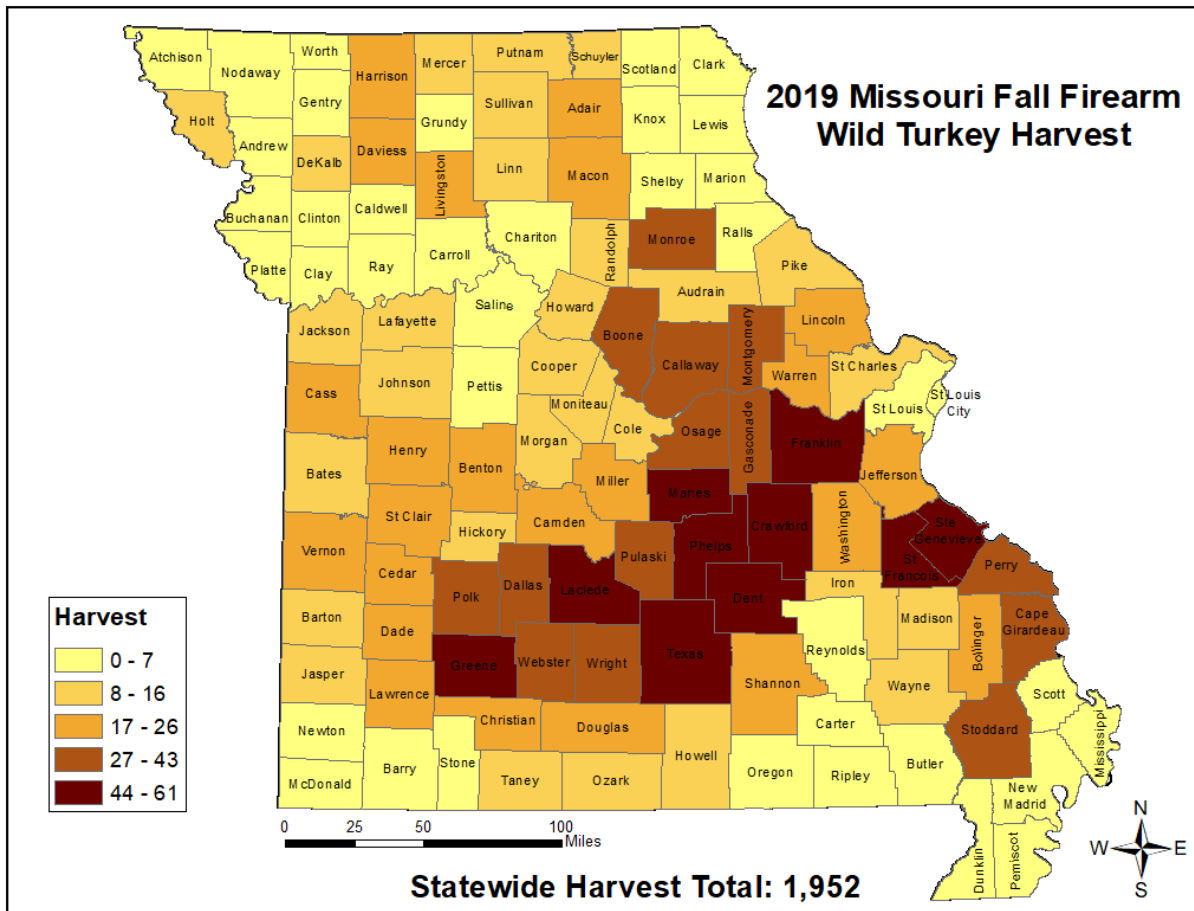 2019 Missouri Fall Firearm
Wild Turkey Harvest
Atchison
Nodaway
Worth
Harrison
Mercer
Putnam
Schuyler
Scotland
Clark
Holt
Gentry
Sullivan
Adair
Knox
Lewis
Andrew
DeKalb
Daviess
Grundy
Livingston
Linn
Macon
Shelby
Marion
Buchanan
Clinton
Caldwell
Chariton
Randolph
Monroe
Ralls
Platte
Clay
Ray
Carroll
Pike
Audrain
Saline
Howard
Jackson
Lafayette
Boone
Callaway
Montgomery
Lincoln
Cass
Johnson
Pettis
Cooper
Warren
St Charles
Moniteau
St Louis
St Louis
City
Morgan
Cole
Osage
Gasconade
Franklin
Bates
Henry
Benton
Miller
Maries
Jefferson
St Clair
Hickory
Camden
Pulaski
Phelps
Crawford
Washington
Ste
Genevieve
St
Francois
Vernon
Cedar
Polk
Dallas
Laclede
Dent
Iron
Perry
Barton
Dade
Madison
Bollinger
Cape
Girardeau
Jasper
Greene
Webster
Wright
Texas
Reynolds
Lawrence
Shannon
Wayne
Scott
Newton
Christian
Douglas
Carter
Stoddard
Mississippi
McDonald
Barry
Stone
Taney
Ozark
Howell
Oregon
Ripley
Butler
New
Madrid
Dunklin
Pemiscot
Harvest
0 - 7
8 - 16
17 - 26
27 - 43
44 - 61
0 25 50 100
Miles
N
W E
S
Statewide Harvest Total: 1,952